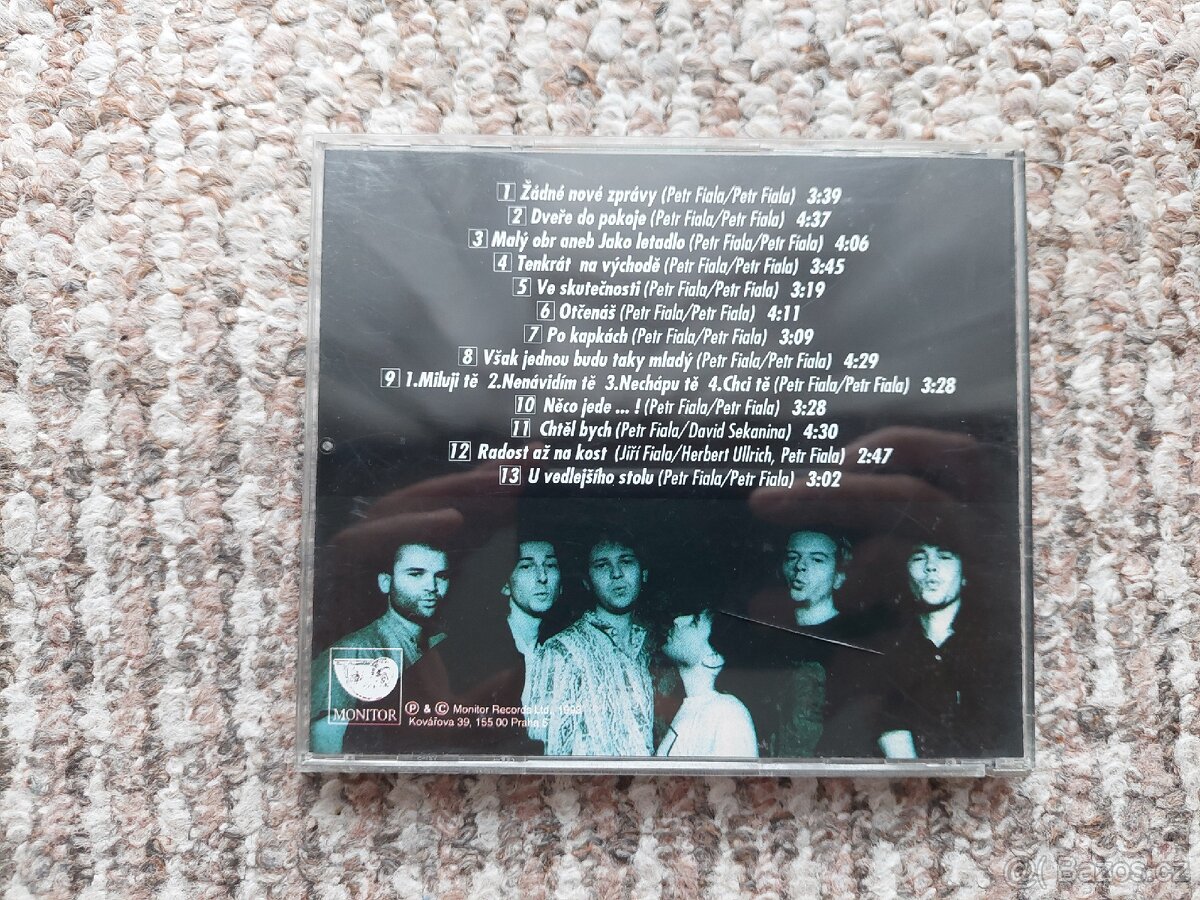 1 Žádné nové zprávy (Petr Fiala/Petr Fiala) 3:39
2 Dveře do pokoje (Petr Fiala/Petr Fiala) 4:37
3 Malý obr aneb Jako letadlo (Petr Fiala/Petr Fiala) 4:06
4 Tenkrát na východě (Petr Fiala/Petr Fiala) 3:45
5 Ve skutečnosti (Petr Fiala/Petr Fiala) 3:19
6 Otčenáš (Petr Fiala/Petr Fiala) 4:11
7 Po kapkách (Petr Fiala/Petr Fiala) 3:09
8 Však jednou budu taky mladý (Petr Fiala/Petr Fiala) 4:29
9 1.Miluji tě 2.Nenávidím tě 3.Nechápu tě 4.Chci tě (Petr Fiala/Petr Fiala) 3:28
10 Něco jede ... ! (Petr Fiala/Petr Fiala) 3:28
11 Chtěl bych (Petr Fiala/David Sekanina) 4:30
12 Radost až na kost (Jiří Fiala/Herbert Ullrich, Petr Fiala) 2:47
13 U vedlejšího stolu (Petr Fiala/Petr Fiala) 3:02
MONITOR
Ⓟ & © Monitor Records Ltd., 
Kovářova 39, 155 00 Praha 5
Bazoš.cz